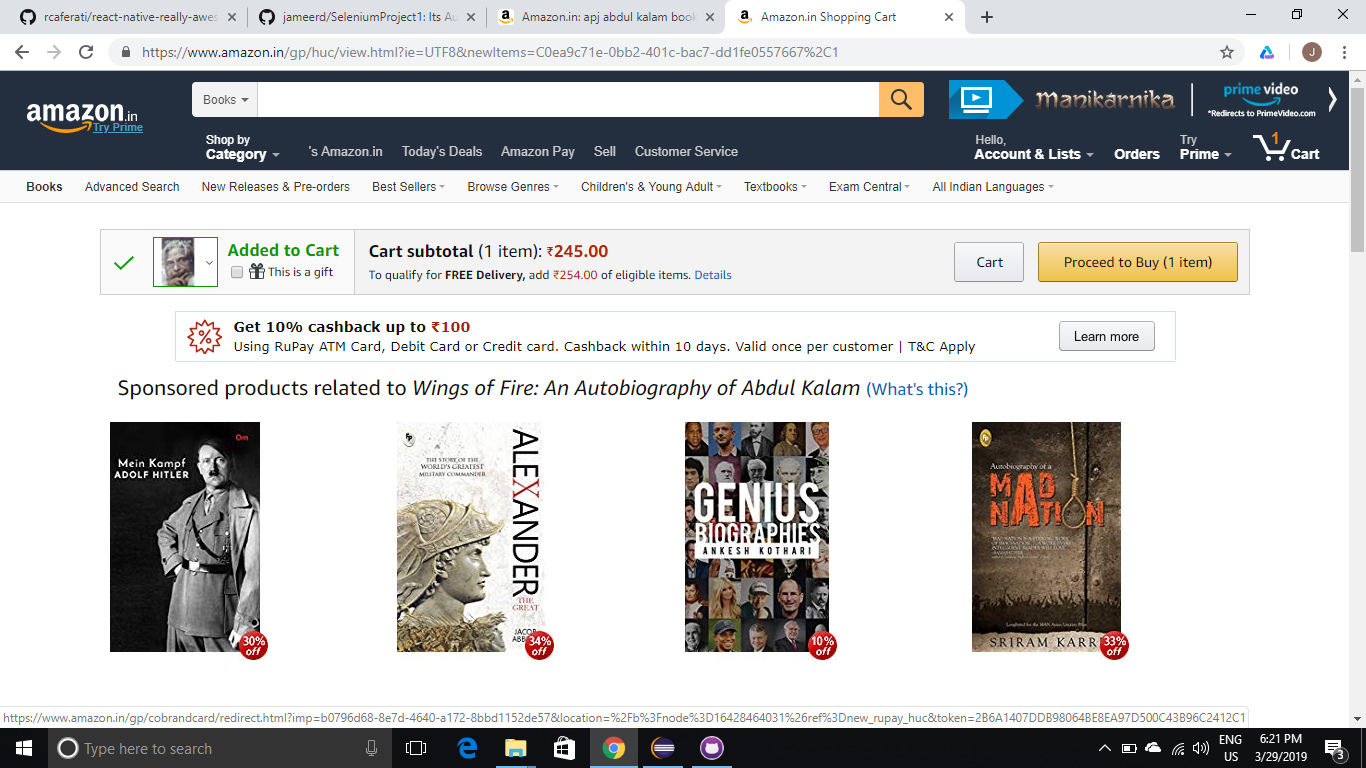 rcaferati/react-native-really-awes
jameerd/SeleniumProject1: Its Au
Amazon.in: apj abdul kalam book
Amazon.in Shopping Cart
https://www.amazon.in/gp/huc/view.html?ie=UTF8&newItems=C0ea9c71e-0bb2-401c-bac7-dd1fe0557667%2C1
J
amazon.in
Try Prime
Books
MANIKARNIKA
prime video
*Redirects to PrimeVideo.com
Shop by
Category
's Amazon.in Today's Deals Amazon Pay Sell Customer Service
Hello,
Account & Lists
Orders
Try
Prime
1
Cart
Books Advanced Search New Releases & Pre-orders Best Sellers Browse Genres Children's & Young Adult Textbooks Exam Central All Indian Languages
Added to Cart
This is a gift
Cart subtotal (1 item): ₹245.00
To qualify for FREE Delivery, add ₹254.00 of eligible items. Details
Cart
Proceed to Buy (1 item)
Get 10% cashback up to ₹100
Using RuPay ATM Card, Debit Card or Credit card. Cashback within 10 days. Valid once per customer | T&C Apply
Learn more
Sponsored products related to Wings of Fire: An Autobiography of Abdul Kalam (What's this?)
Om
Mein Kampf
ADOLF HITLER
30%
off
THE STORY OF THE
WORLD'S GREATEST
MILITARY COMMANDER
ALEXANDER
THE
GREAT
JACOB
34%
off
GENIUS
BIOGRAPHIES
ANKESH KOTHARI
10%
off
Autobiography of a
MAD
NATION
Longlisted for the MAN Asian Literary Prize
SRIRAM KARRI
33%
off
https://www.amazon.in/gp/cobrandcard/redirect.html?imp=b0796d68-8e7d-4640-a172-8bbd1152de57&location=%2Fb%3Fnode%3D16428464031%26ref%3Dnew_rupay_huc&token=2B6A1407DDB98064BE8EA97D500C43B96C2412C1
Type here to search
ENG
US
6:21 PM
3/29/2019
3